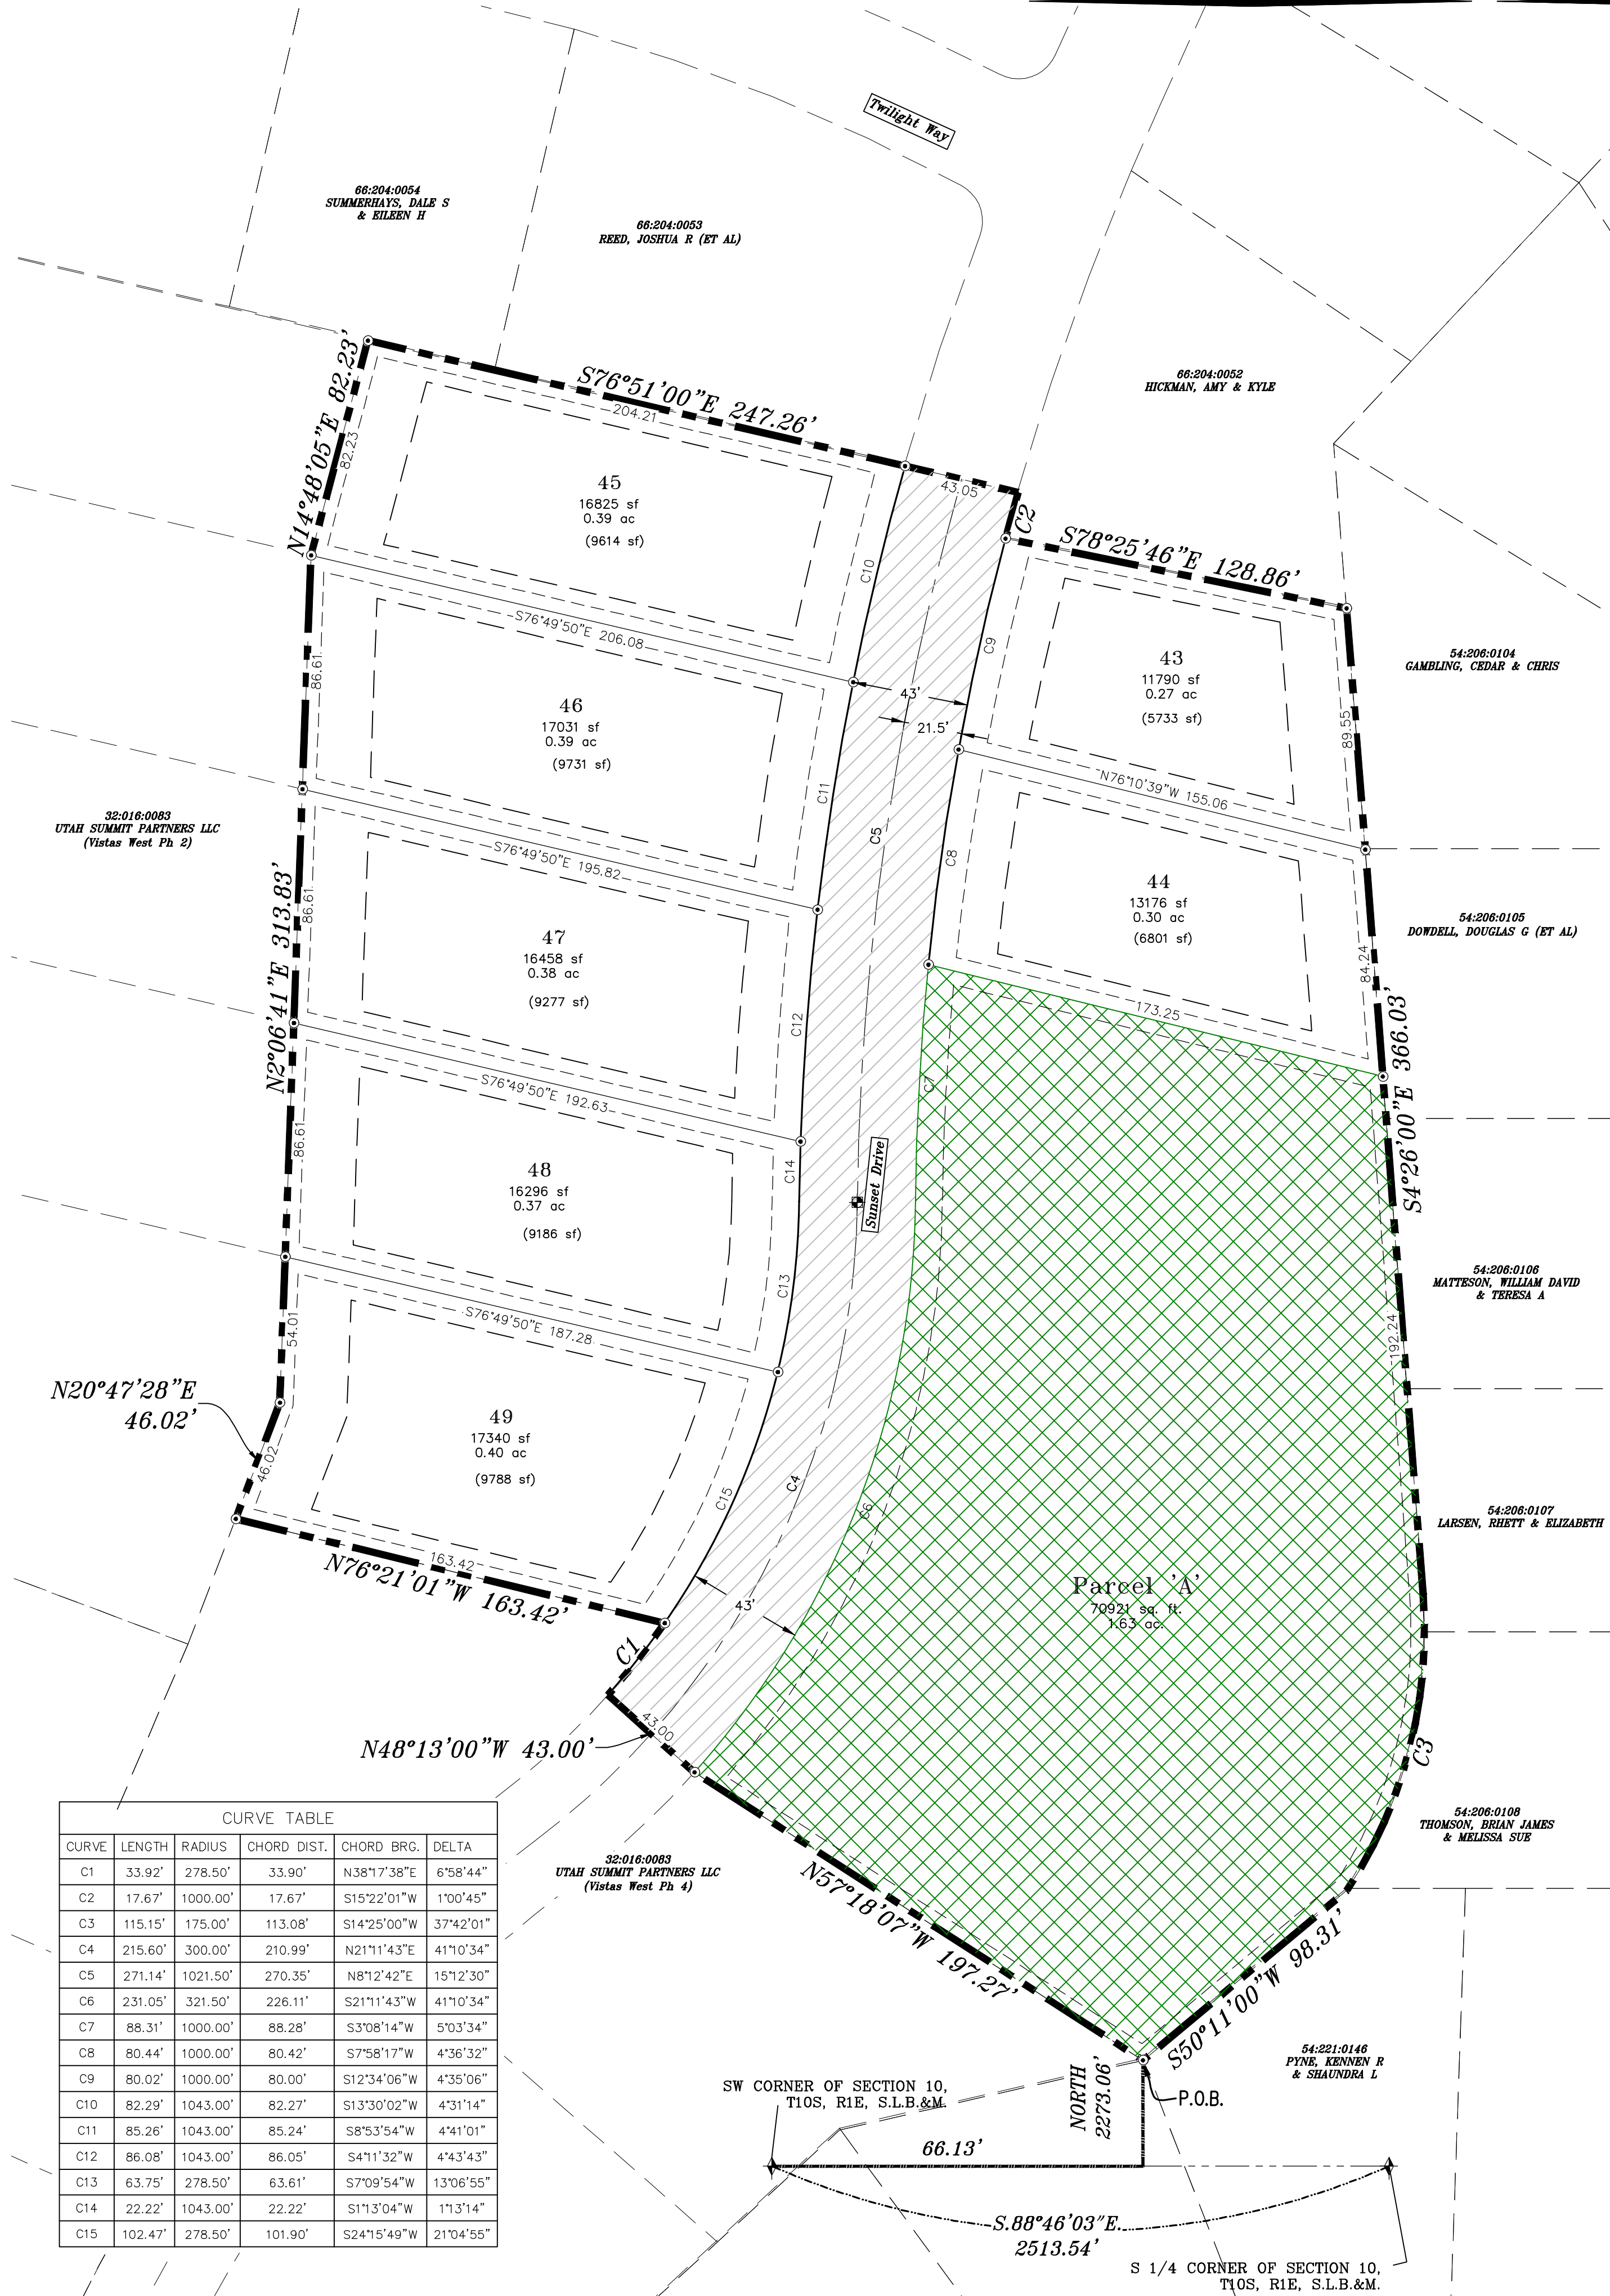 Twilight Way
66:204:0054
SUMMERHAYS, DALE S
& EILEEN H
66:204:0053
REED, JOSHUA R (ET AL)
66:204:0052
HICKMAN, AMY & KYLE
N14°48'05"E 82.23'
82.23
S76°51'00"E 247.26'
204.21
43.05
C2
S78°25'46"E 128.86'
45
16825 sf
0.39 ac
(9614 sf)
C10
S76°49'50"E 206.08
C9
43
11790 sf
0.27 ac
(5733 sf)
54:206:0104
GAMBLING, CEDAR & CHRIS
86.61
46
17031 sf
0.39 ac
(9731 sf)
43'
21.5'
89.55
N76°10'39"W 155.06
C11
C5
C8
32:016:0083
UTAH SUMMIT PARTNERS LLC
(Vistas West Ph 2)
S76°49'50"E 195.82
44
13176 sf
0.30 ac
(6801 sf)
54:206:0105
DOWDELL, DOUGLAS G (ET AL)
N2°06'41"E 313.83'
86.61
47
16458 sf
0.38 ac
(9277 sf)
C12
84.24
173.25
S4°26'00"E 366.03'
S76°49'50"E 192.63
C7
86.61
48
16296 sf
0.37 ac
(9186 sf)
C14
Sunset Drive
C13
54:206:0106
MATTESON, WILLIAM DAVID
& TERESA A
192.24
54.01
S76°49'50"E 187.28
N20°47'28"E
46.02'
46.02
49
17340 sf
0.40 ac
(9788 sf)
C15
C4
C6
54:206:0107
LARSEN, RHETT & ELIZABETH
163.42
N76°21'01"W 163.42'
43'
Parcel 'A'
70921 sq. ft.
1.63 ac.
C1
43.00
N48°13'00"W 43.00'
C3
54:206:0108
THOMSON, BRIAN JAMES
& MELISSA SUE
32:016:0083
UTAH SUMMIT PARTNERS LLC
(Vistas West Ph 4)
N57°18'07"W 197.27'
S50°11'00"W 98.31'
54:221:0146
PYNE, KENNEN R
& SHAUNDRA L
P.O.B.
NORTH
2273.06'
SW CORNER OF SECTION 10,
T10S, R1E, S.L.B.&M.
66.13'
S.88°46'03"E.
2513.54'
S 1/4 CORNER OF SECTION 10,
T10S, R1E, S.L.B.&M.
CURVE TABLE
CURVE LENGTH RADIUS CHORD DIST. CHORD BRG. DELTA
C1 33.92' 278.50' 33.90' N38°17'38"E 6°58'44"
C2 17.67' 1000.00' 17.67' S15°22'01"W 1°00'45"
C3 115.15' 175.00' 113.08' S14°25'00"W 37°42'01"
C4 215.60' 300.00' 210.99' N21°11'43"E 41°10'34"
C5 271.14' 1021.50' 270.35' N8°12'42"E 15°12'30"
C6 231.05' 321.50' 226.11' S21°11'43"W 41°10'34"
C7 88.31' 1000.00' 88.28' S3°08'14"W 5°03'34"
C8 80.44' 1000.00' 80.42' S7°58'17"W 4°36'32"
C9 80.02' 1000.00' 80.00' S12°34'06"W 4°35'06"
C10 82.29' 1043.00' 82.27' S13°30'02"W 4°31'14"
C11 85.26' 1043.00' 85.24' S8°53'54"W 4°41'01"
C12 86.08' 1043.00' 86.05' S4°11'32"W 4°43'43"
C13 63.75' 278.50' 63.61' S7°09'54"W 13°06'55"
C14 22.22' 1043.00' 22.22' S1°13'04"W 1°13'14"
C15 102.47' 278.50' 101.90' S24°15'49"W 21°04'55"